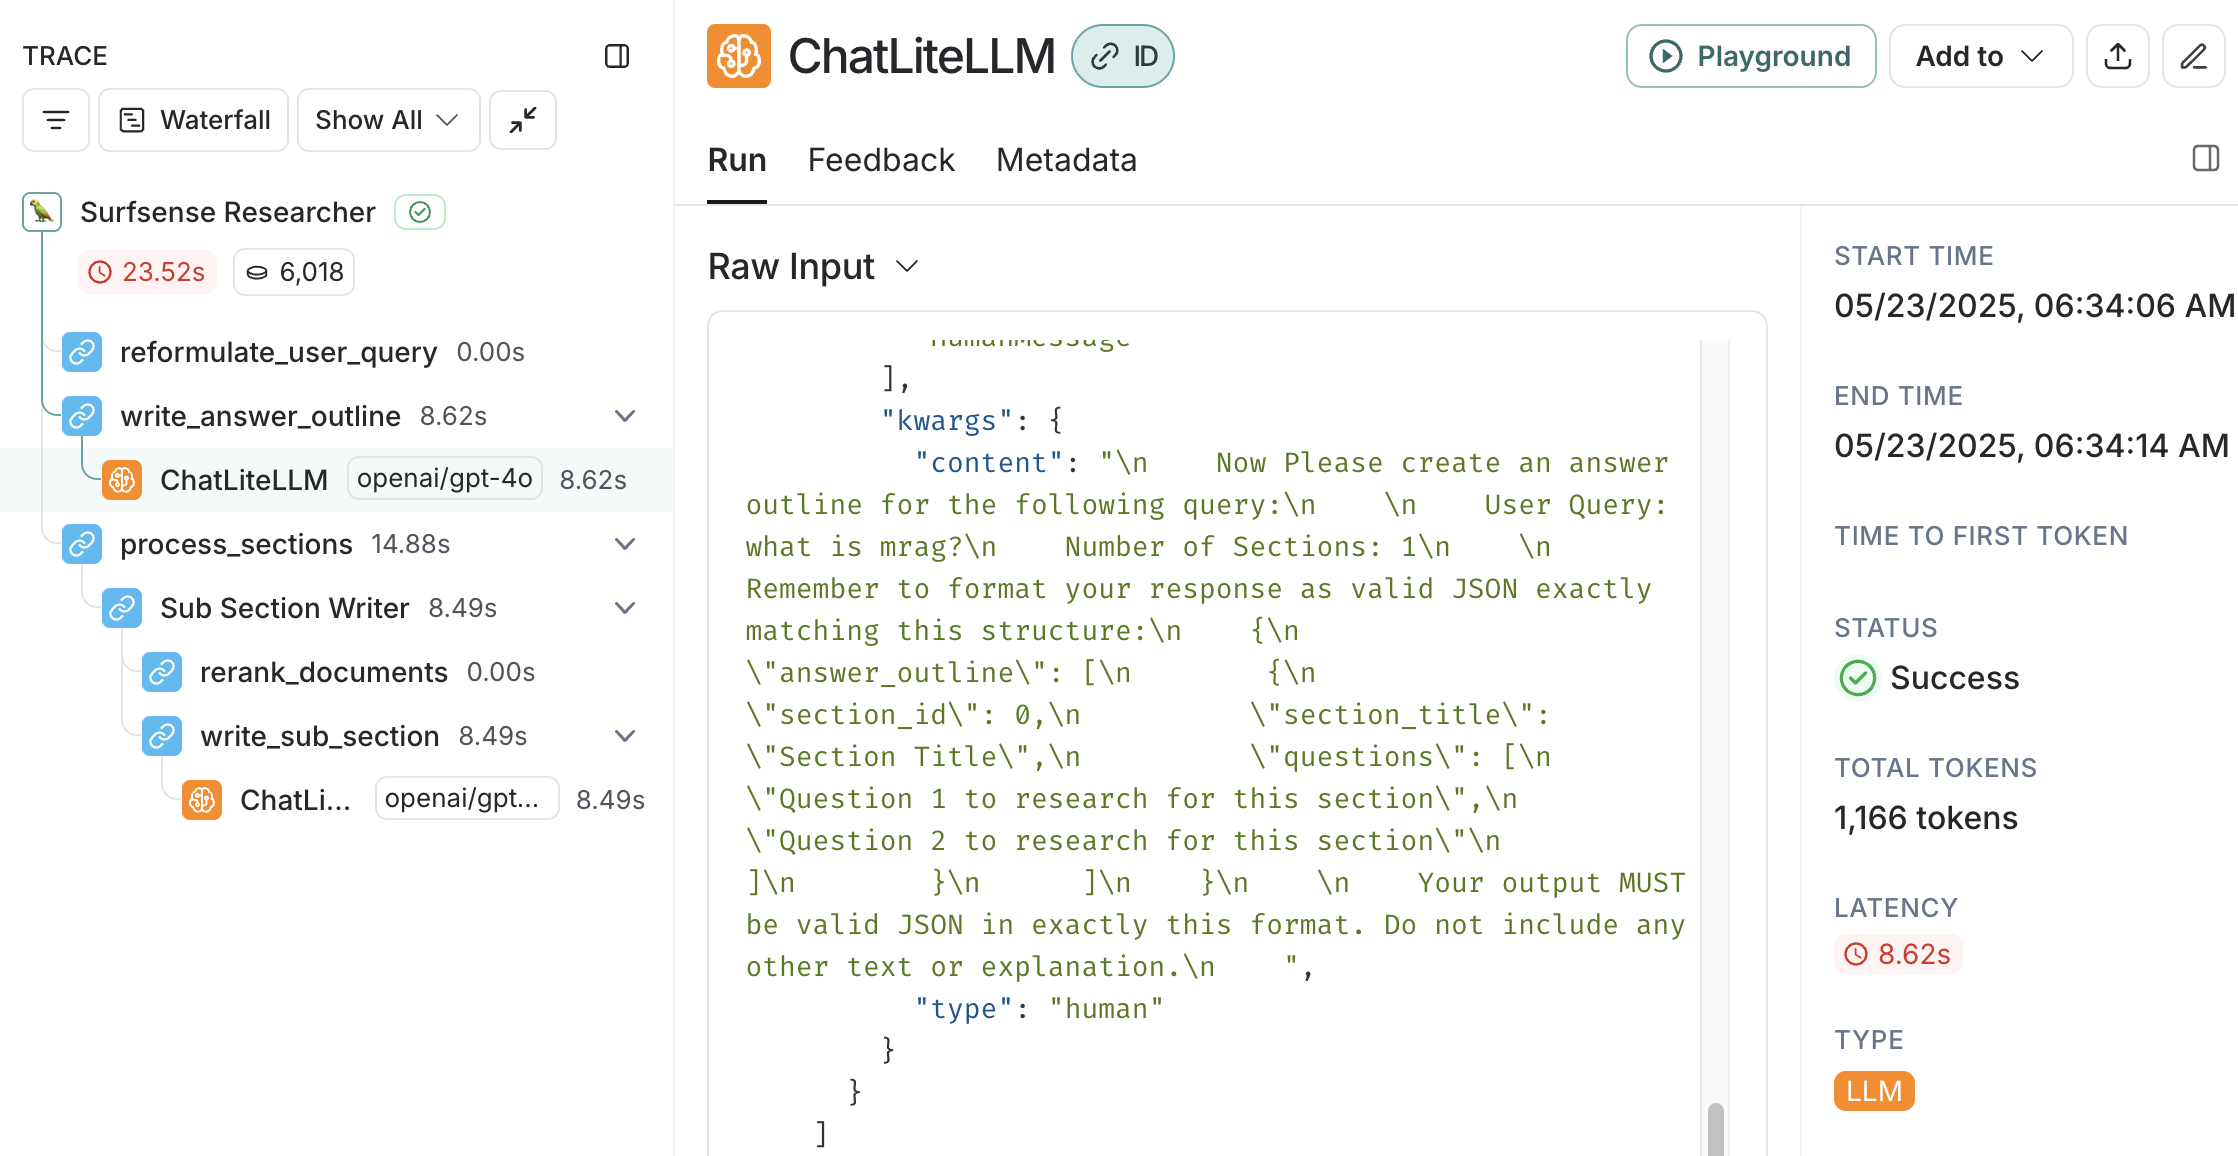 TRACE
Waterfall
Show All
Surfsense Researcher
23.52s
6,018
reformulate_user_query 0.00s
write_answer_outline 8.62s
ChatLiteLLM openai/gpt-4o 8.62s
process_sections 14.88s
Sub Section Writer 8.49s
rerank_documents 0.00s
write_sub_section 8.49s
ChatLi... openai/gpt... 8.49s
ChatLiteLLM ID
Playground
Add to
Run Feedback Metadata
Raw Input
HumanMessage
],
"kwargs": {
"content": "\n    Now Please create an answer
outline for the following query:\n    \n    User Query:
what is mrag?\n    Number of Sections: 1\n    \n
Remember to format your response as valid JSON exactly
matching this structure:\n    {\n
\"answer_outline\": [\n        {\n
\"section_id\": 0,\n          \"section_title\":
\"Section Title\",\n          \"questions\": [\n
\"Question 1 to research for this section\",\n
\"Question 2 to research for this section\"\n
]\n        }\n      ]\n    }\n    \n    Your output MUST
be valid JSON in exactly this format. Do not include any
other text or explanation.\n    ",
"type": "human"
}
}
]
START TIME
05/23/2025, 06:34:06 AM
END TIME
05/23/2025, 06:34:14 AM
TIME TO FIRST TOKEN
STATUS
Success
TOTAL TOKENS
1,166 tokens
LATENCY
8.62s
TYPE
LLM